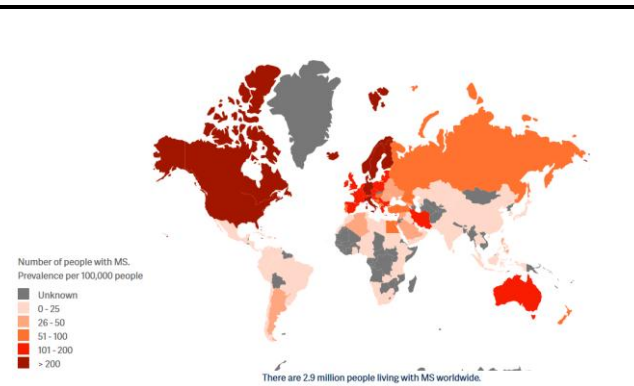 Number of people with MS.
Prevalence per 100,000 people
Unknown
0 - 25
26 - 50
51 - 100
101 - 200
> 200
There are 2.9 million people living with MS worldwide.